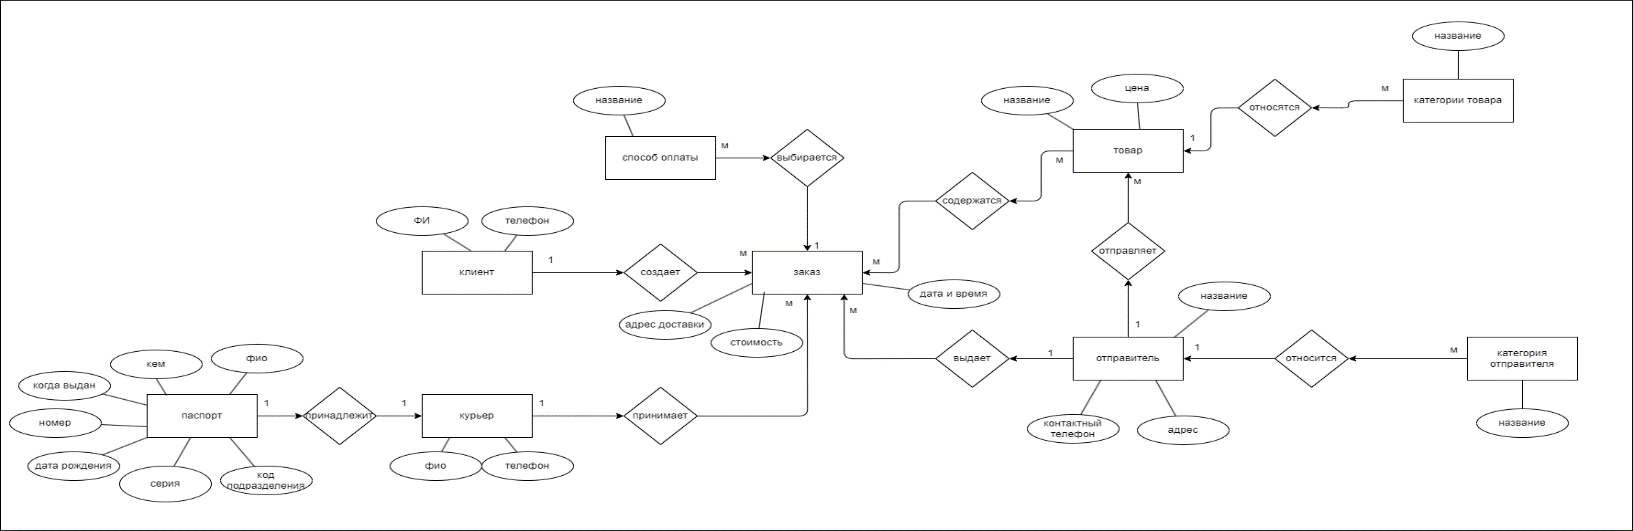 название
м
категории товара
относятся
1
название
цена
товар
м
м
название
способ оплаты
м
выбирается
1
содержатся
м
ФИ
телефон
клиент
1
создает
м
заказ
адрес доставки
стоимость
дата и время
м
м
отправляет
1
название
выдает
1
отправитель
1
относится
м
категория
отправителя
название
контактный
телефон
адрес
кем
фио
когда выдан
номер
дата рождения
серия
код
подразделения
паспорт
1
принадлежит
1
курьер
1
принимает
фио
телефон